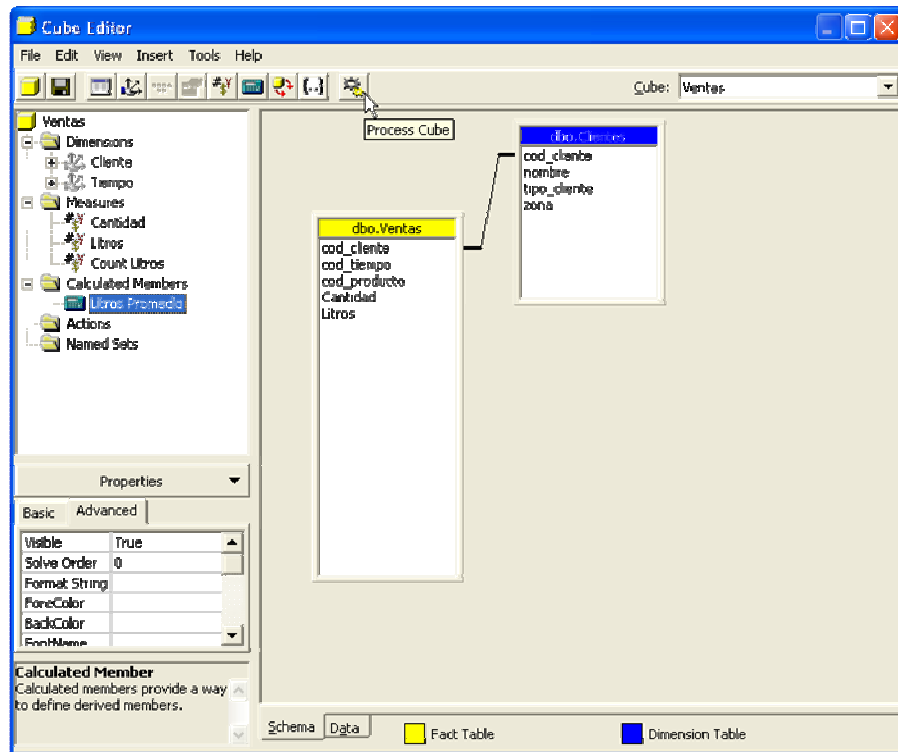 Cube Editor
File Edit View Insert Tools Help
Cube: Ventas
Process Cube
Ventas
Dimensions
Cliente
Tiempo
Measures
Cantidad
Litros
Count Litros
Calculated Members
Litros Promedio
Actions
Named Sets
dbo.Ventas
cod_cliente
cod_tiempo
cod_producto
Cantidad
Litros
dbo.Clientes
cod_cliente
nombre
tipo_cliente
zona
Properties
Basic Advanced
Visible True
Solve Order 0
Format String
ForeColor
BackColor
FontName
Calculated Member
Calculated members provide a way
to define derived members.
Schema Data
Fact Table
Dimension Table